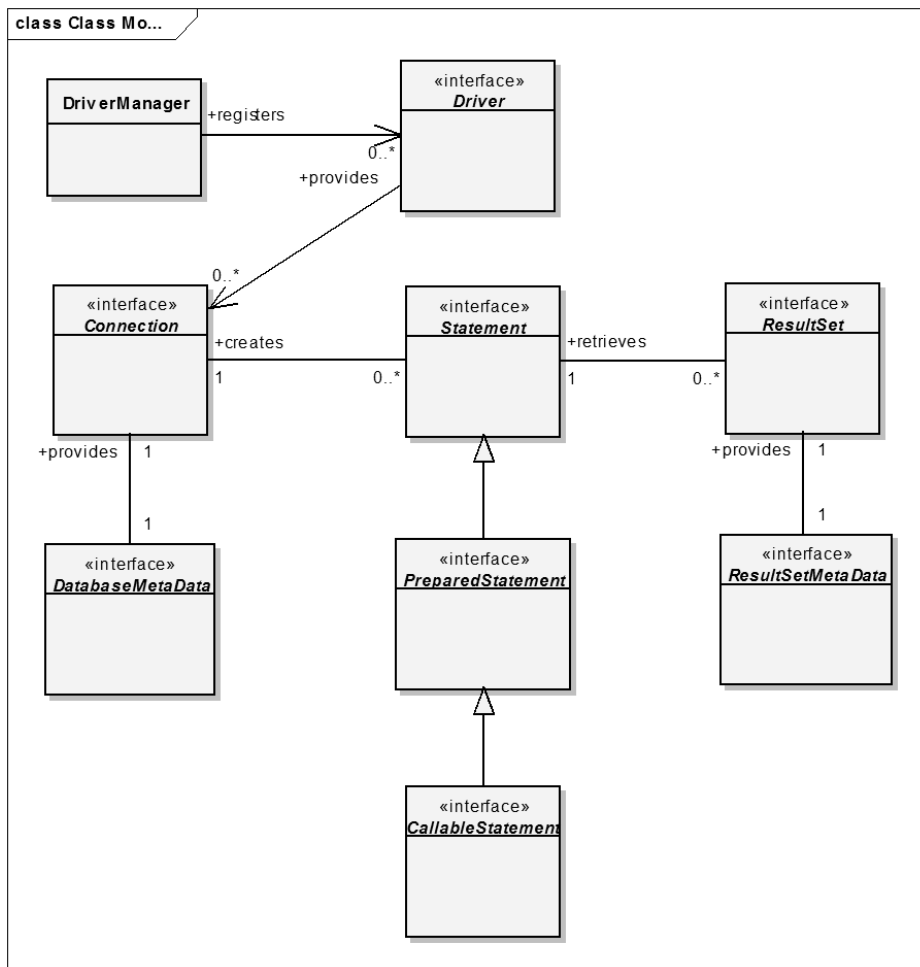 class Class Mo...
DriverManager
«interface»
Driver
+registers
0..*
+provides
0..*
«interface»
Connection
+creates
1
0..*
«interface»
Statement
+retrieves
1
0..*
«interface»
ResultSet
+provides
1
1
«interface»
DatabaseMetaData
+provides
1
1
«interface»
ResultSetMetaData
«interface»
PreparedStatement
«interface»
CallableStatement